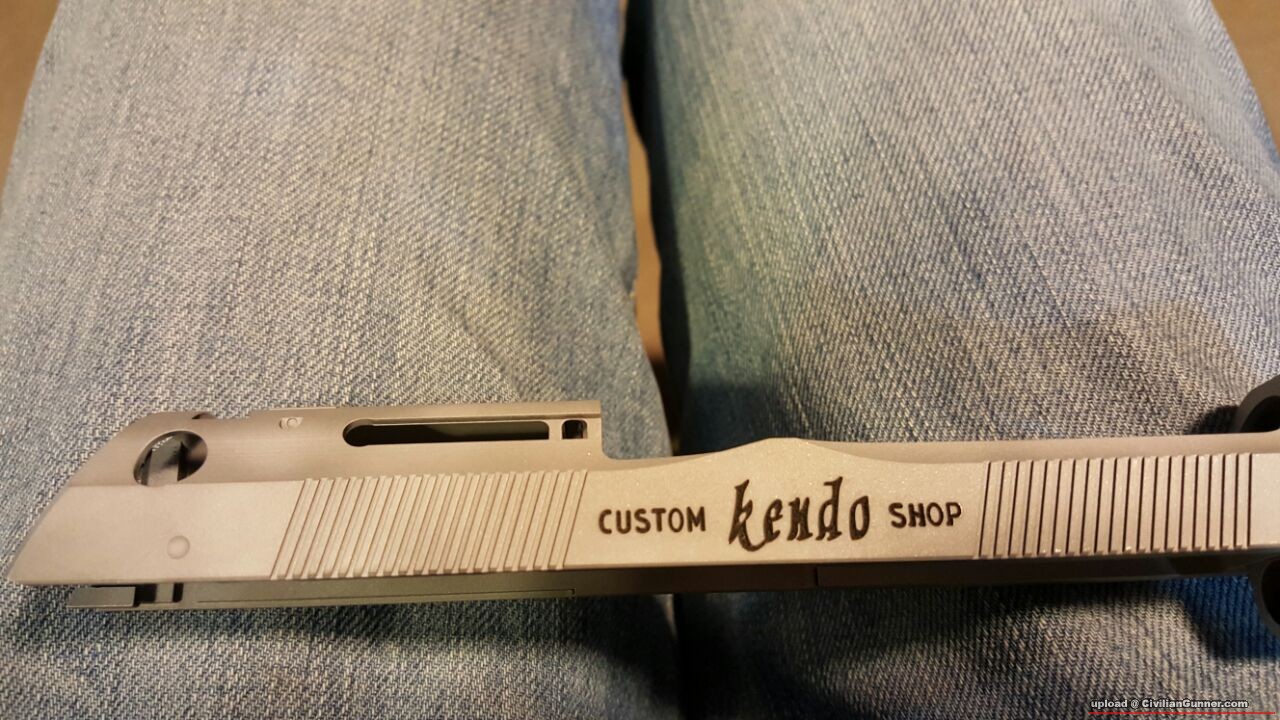 CUSTOM kendo SHOP
upload @ CivilianGunner.com